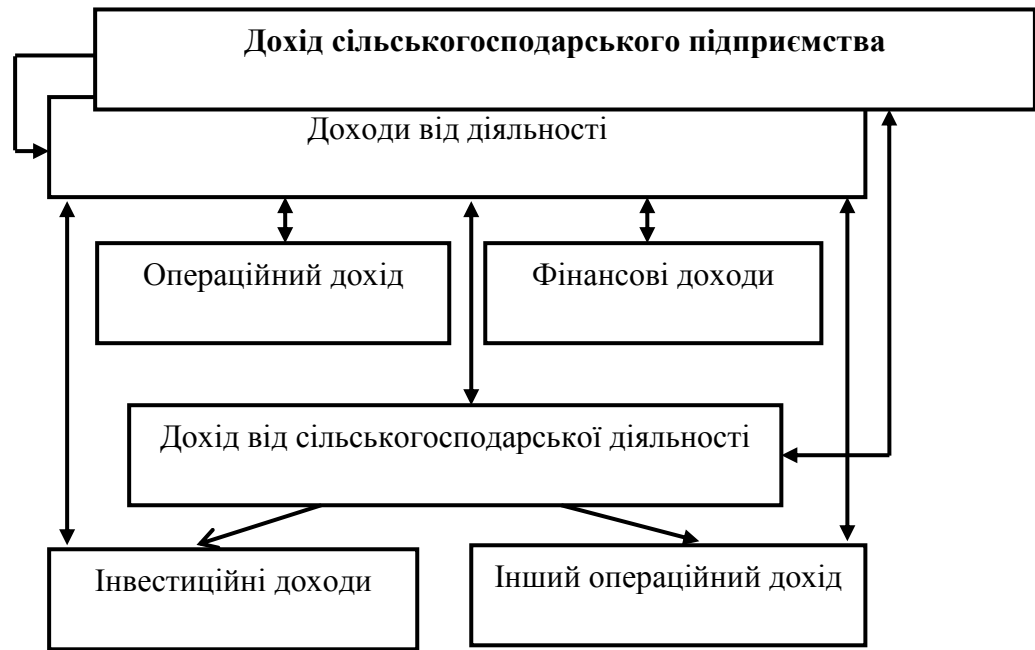 Дохід сільськогосподарського підприємства
Доходи від діяльності
Операційний дохід
Фінансові доходи
Дохід від сільськогосподарської діяльності
Інвестиційні доходи
Інший операційний дохід